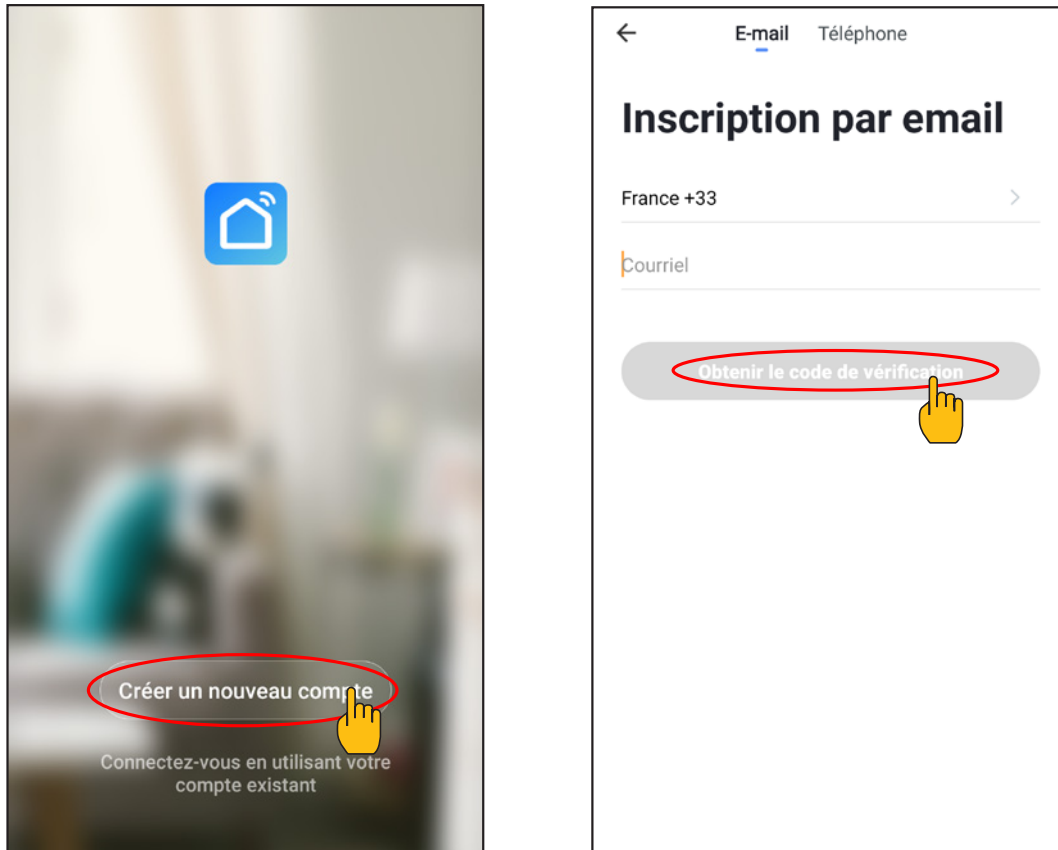 Créer un nouveau compte
Connectez-vous en utilisant votre
compte existant
E-mail Téléphone
Inscription par email
France +33
Courriel
Obtenir le code de vérification